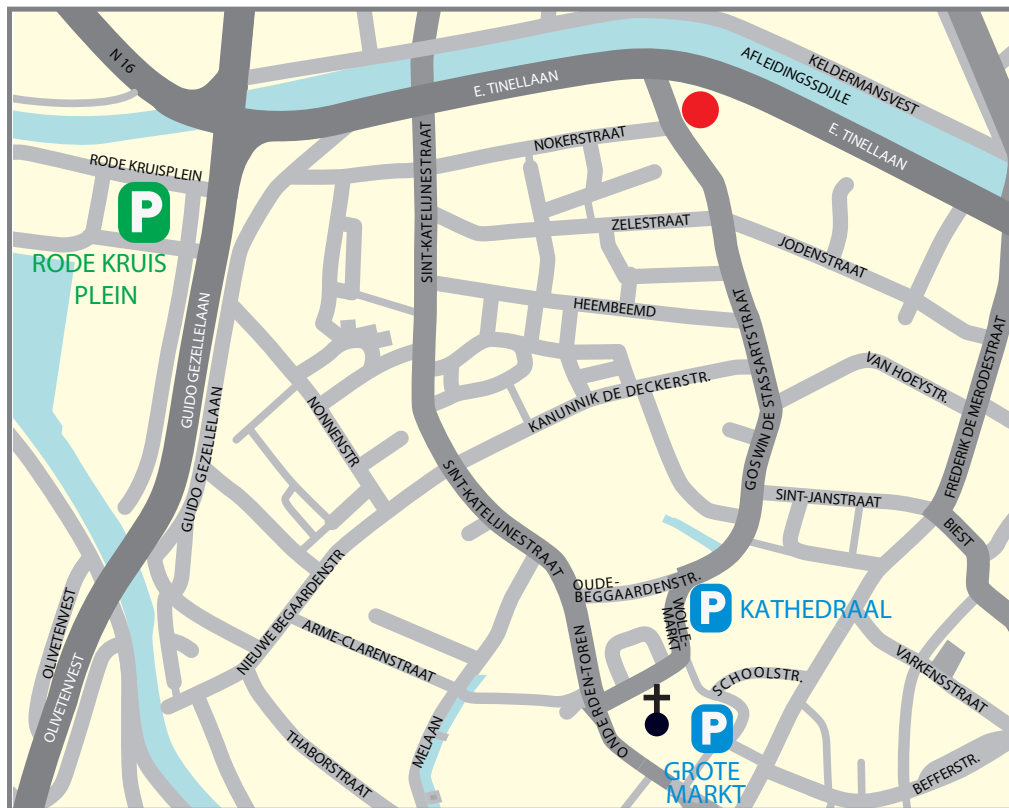 N 16
E. TINELLAAN
AFLEIDINGSSDIJLE
KELDERMANSVEST
E. TINELLAAN
NOKERSTRAAT
RODE KRUISPLEIN
P
RODE KRUIS
PLEIN
SINT-KATELIJNESTRAAT
ZELESTRAAT
JODENSTRAAT
HEEMBEEMD
GUIDO GEZELLELAAN
GUIDO GEZELLELAAN
GOSWIN DE STASSARTSTRAAT
FREDERIK DE MERODESTRAAT
VAN HOEYSTR.
KANUNNIK DE DECKERSTR.
NONNENSTR
SINT-KATELIJNESTRAAT
SINT-JANSTRAAT
BIEST
OUDE-
BEGGAARDENSTR.
P
KATHEDRAAL
WOLLE-
MARKT
NIEUWE BEGAARDENSTR
ARME-CLARENSTRAAT
OLIVETENVEST
OLIVETENVEST
ONDER DEN-TOREN
SCHOOLSTR.
VARKENSSTRAAT
P
GROTE
MARKT
MELAAN
THABORSTRAAT
BEFFERSTR.